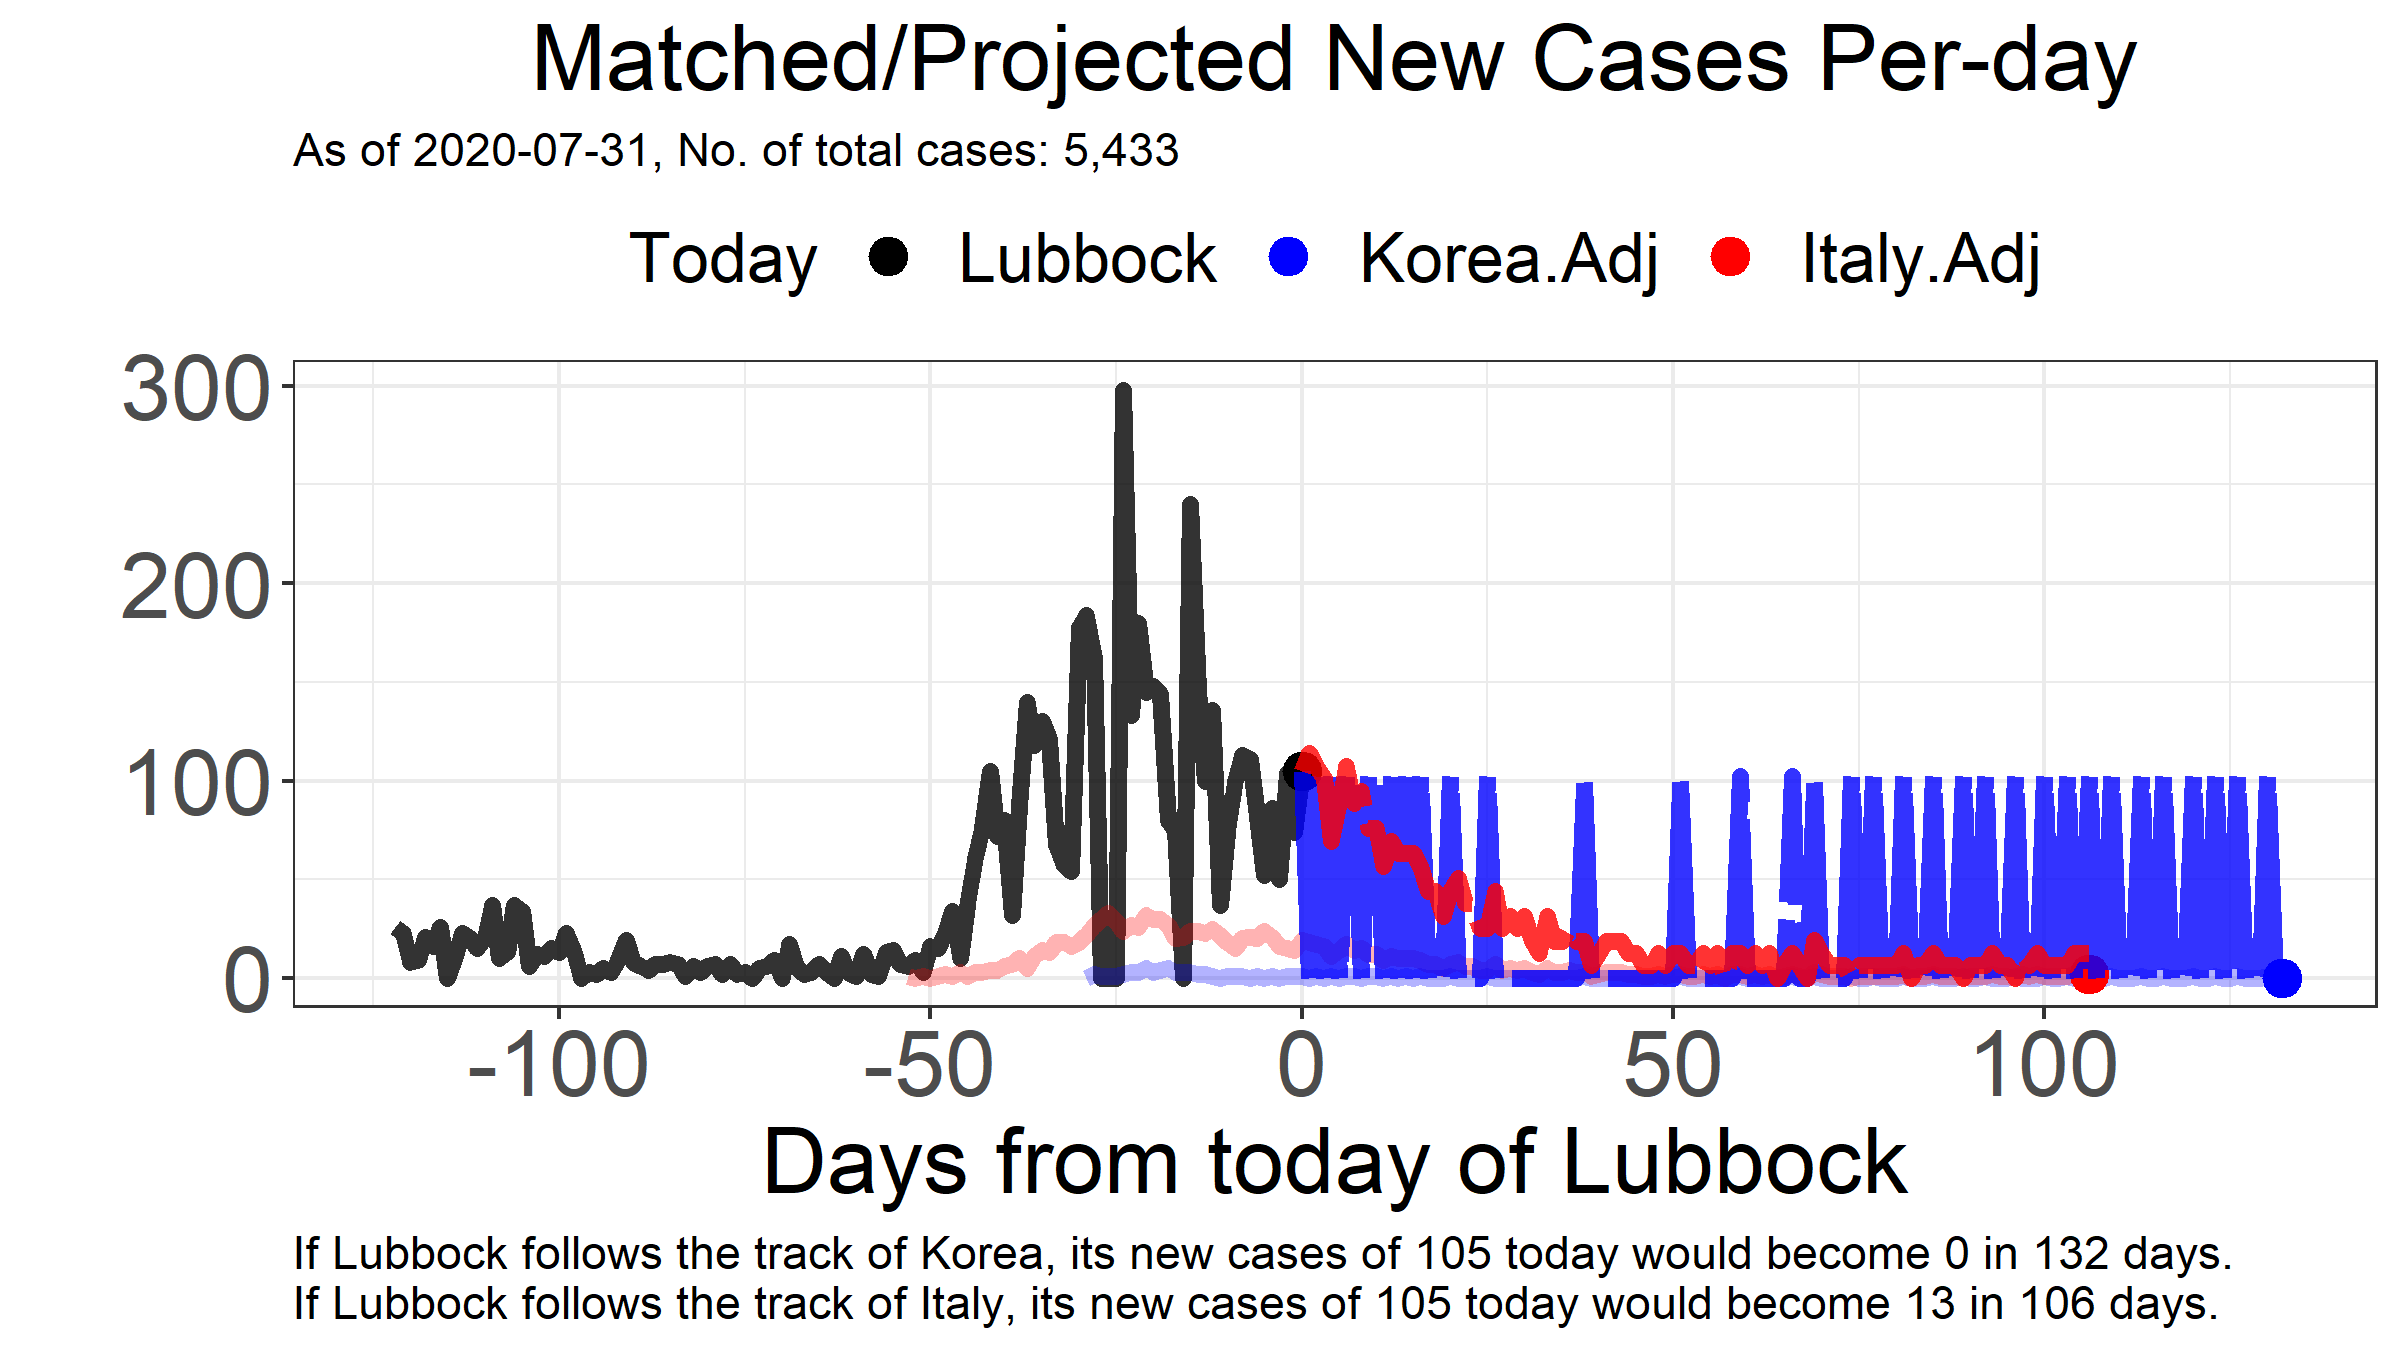 Matched/Projected New Cases Per-day
As of 2020-07-31, No. of total cases: 5,433
Today Lubbock Korea.Adj Italy.Adj
300
200
100
0
-100 -50 0 50 100
Days from today of Lubbock
If Lubbock follows the track of Korea, its new cases of 105 today would become 0 in 132 days.
If Lubbock follows the track of Italy, its new cases of 105 today would become 13 in 106 days.